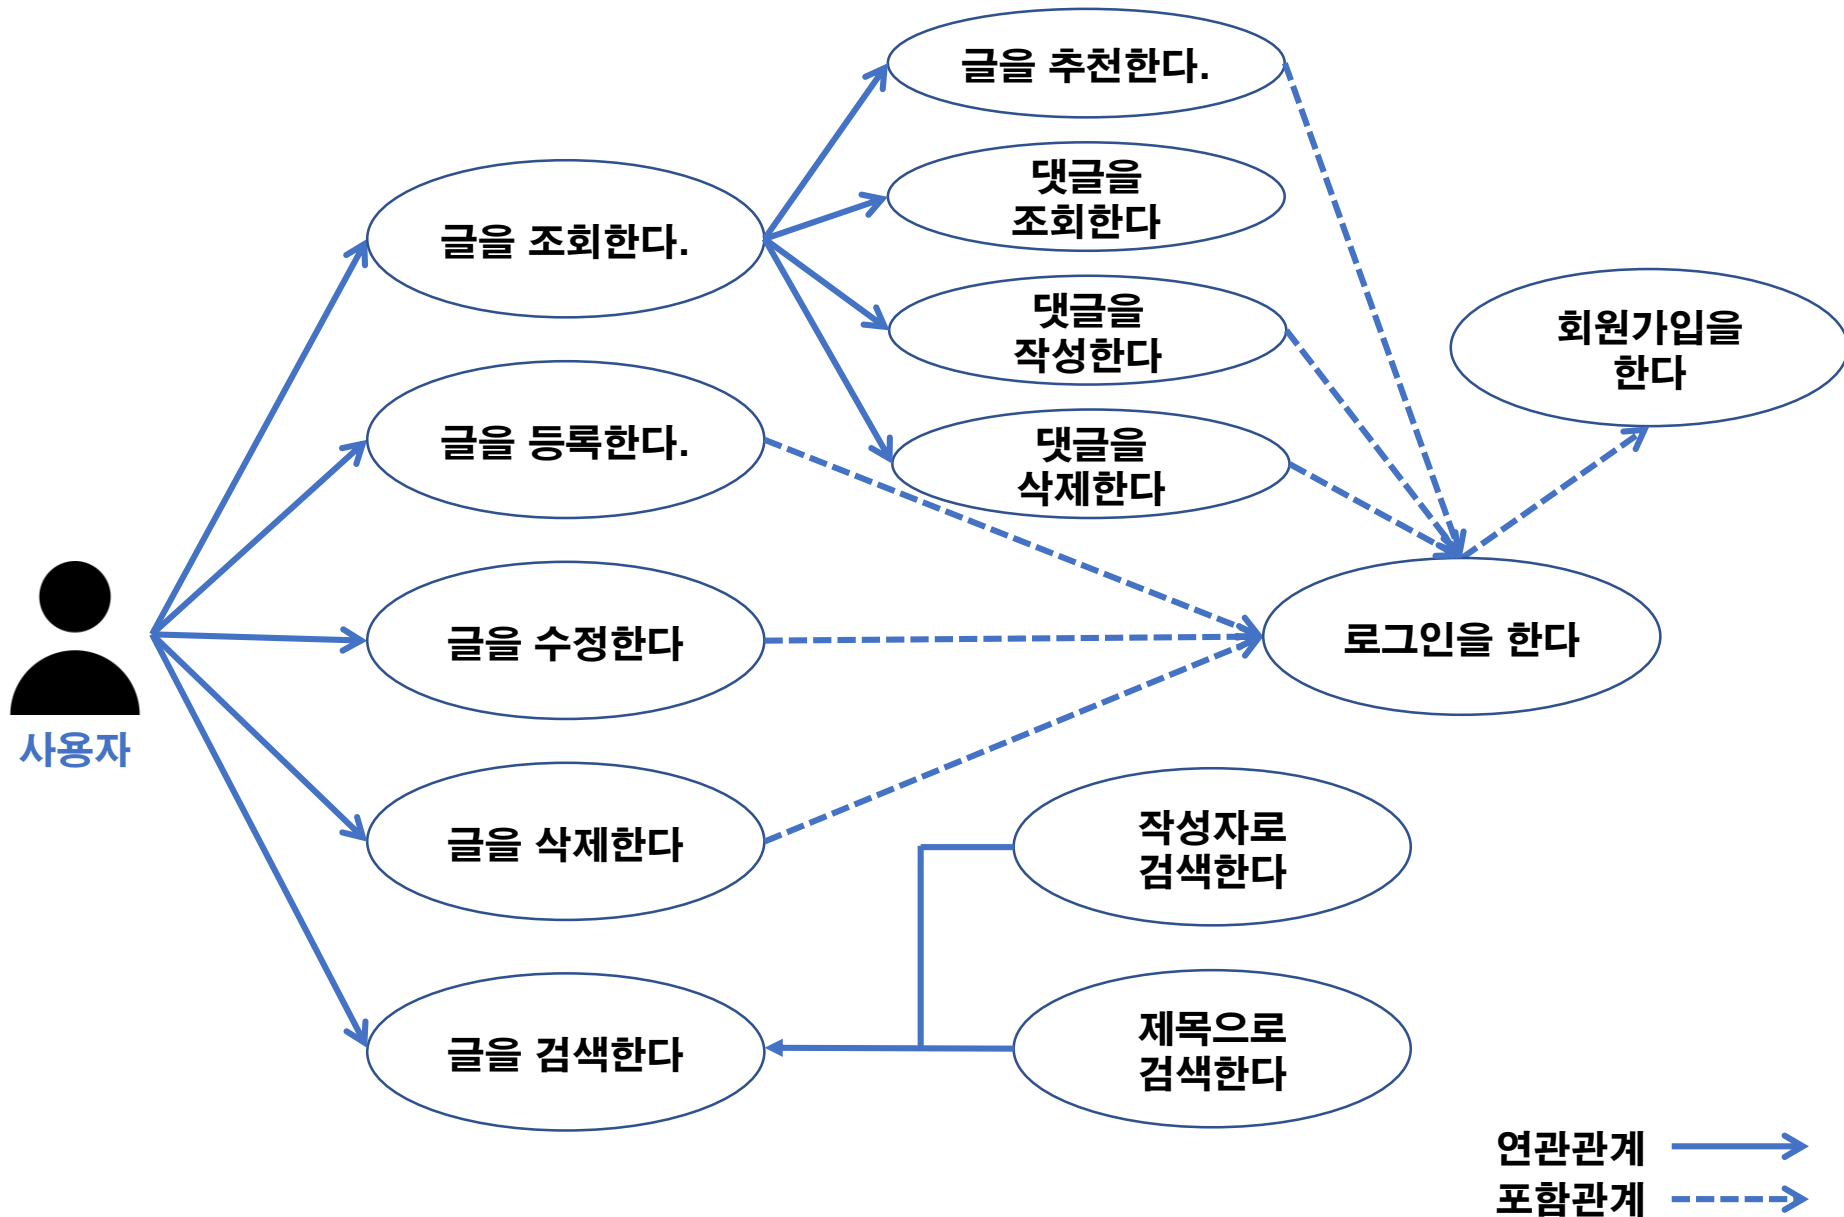 글을 추천한다.
댓글을
조회한다
글을 조회한다.
댓글을
작성한다
회원가입을
한다
글을 등록한다.
댓글을
삭제한다
글을 수정한다
로그인을 한다
사용자
글을 삭제한다
작성자로
검색한다
글을 검색한다
제목으로
검색한다
연관관계
포함관계